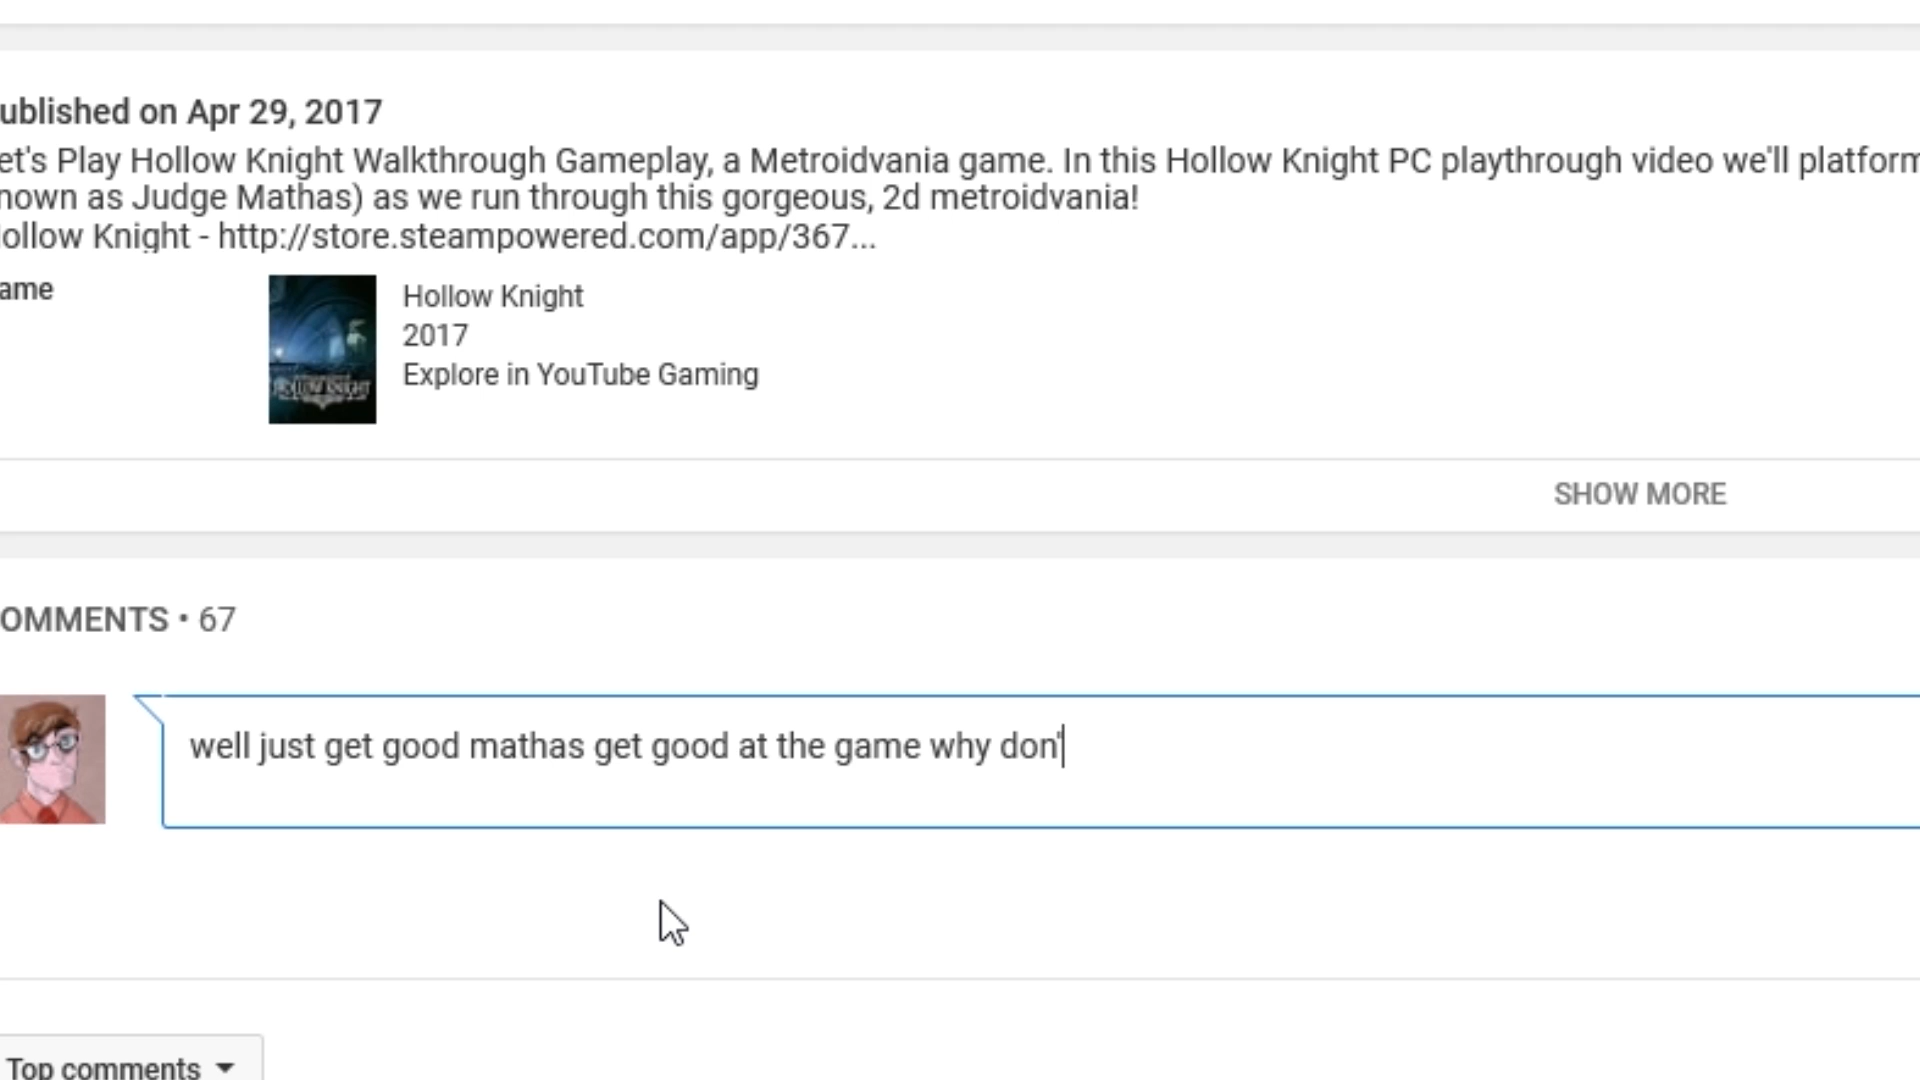 ublished on Apr 29, 2017
et's Play Hollow Knight Walkthrough Gameplay, a Metroidvania game. In this Hollow Knight PC playthrough video we'll platform
nown as Judge Mathas) as we run through this gorgeous, 2d metroidvania!
ollow Knight - http://store.steampowered.com/app/367...
ame
HOLLOW KNIGHT
Hollow Knight
2017
Explore in YouTube Gaming
SHOW MORE
OMMENTS • 67
well just get good mathas get good at the game why don'
Top comments